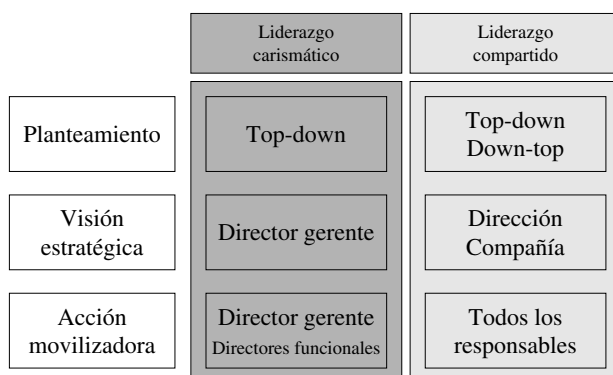 Liderazgo
carismático
Liderazgo
compartido
Planteamiento
Top-down
Top-down
Down-top
Visión
estratégica
Director gerente
Dirección
Compañía
Acción
movilizadora
Director gerente
Directores funcionales
Todos los
responsables